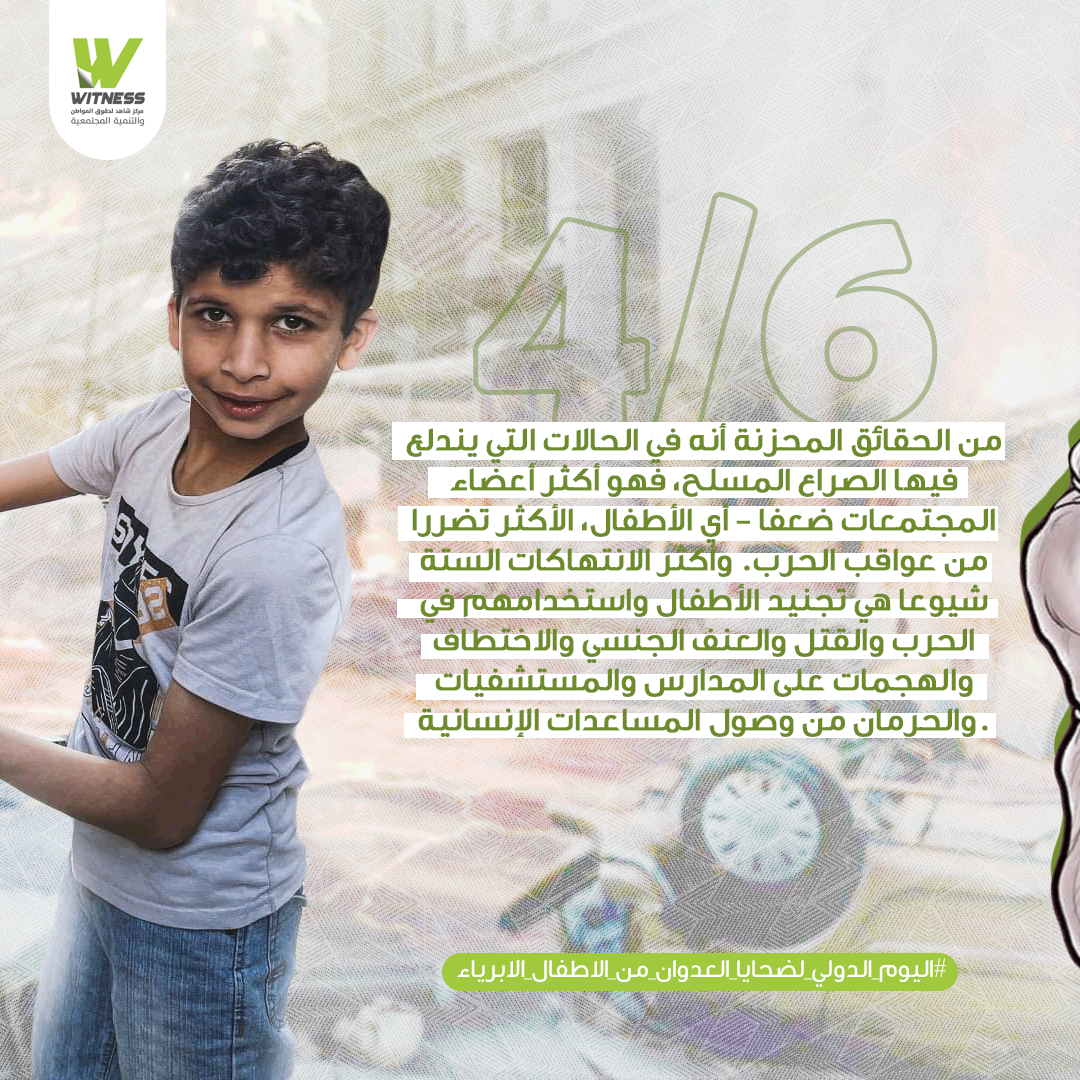 W
WITNESS
مركز شاهد لحقوق المواطن
والتنمية المجتمعية
4/6
من الحقائق المحزنة أنه في الحالات التي يندلع
فيها الصراع المسلح، فهو أكثر أعضاء
المجتمعات ضعفا – أي الأطفال، الأكثر تضررا
من عواقب الحرب. وأكثر الانتهاكات الستة
شيوعا هي تجنيد الأطفال واستخدامهم في
الحرب والقتل والعنف الجنسي والاختطاف
والهجمات على المدارس والمستشفيات
والحرمان من وصول المساعدات الإنسانية .
#اليوم_الدولي_لضحايا_العدوان_من_الاطفال_الابرياء